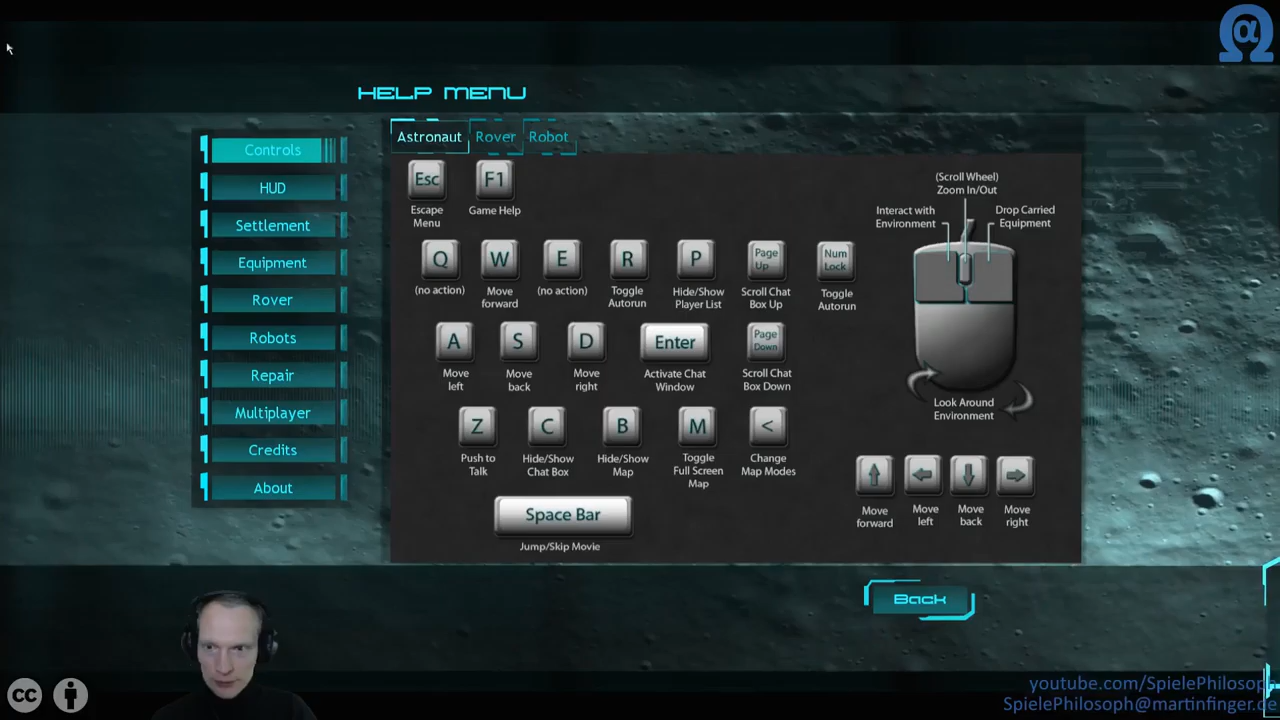 HELP MENU
Astronaut
Rover
Robot
Controls
HUD
Settlement
Equipment
Rover
Robots
Repair
Multiplayer
Credits
About
Esc
Escape
Menu
F1
Game Help
Q
(no action)
W
Move
forward
E
(no action)
R
Toggle
Autorun
P
Hide/Show
Player List
Page
Up
Scroll Chat
Box Up
Num
Lock
Toggle
Autorun
A
Move
left
S
Move
back
D
Move
right
Enter
Activate Chat
Window
Page
Down
Scroll Chat
Box Down
Z
Push to
Talk
C
Hide/Show
Chat Box
B
Hide/Show
Map
M
Toggle
Full Screen
Map
<
Change
Map Modes
Space Bar
Jump/Skip Movie
(Scroll Wheel)
Zoom In/Out
Interact with
Environment
Drop Carried
Equipment
Look Around
Environment
Move
forward
Move
left
Move
back
Move
right
Back
α
Ω
cc
youtube.com/SpielePhilosoph
SpielePhilosoph@martinfinger.de